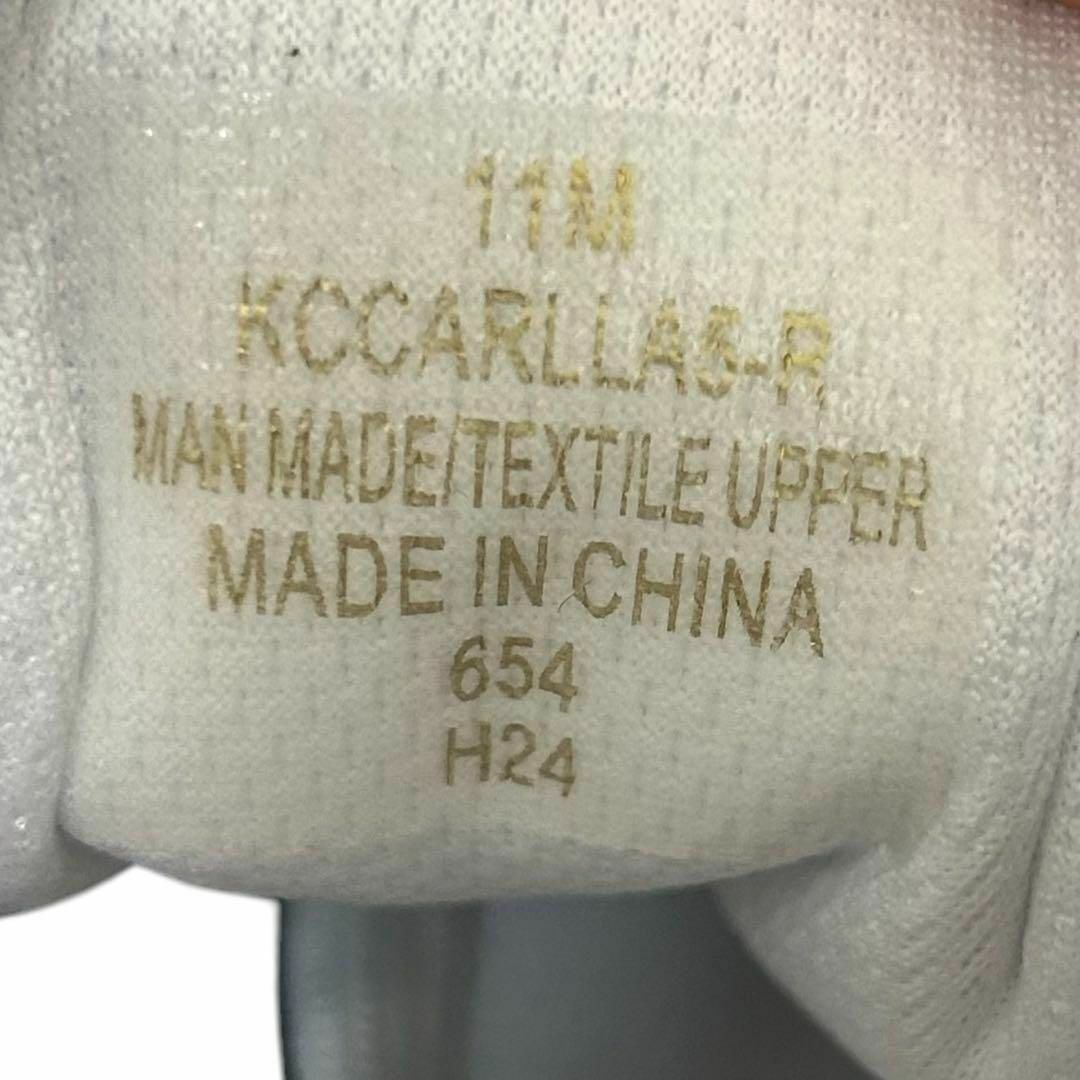 11M
KCCARLLA5-R
MAN MADE/TEXTILE UPPER
MADE IN CHINA
654
H24